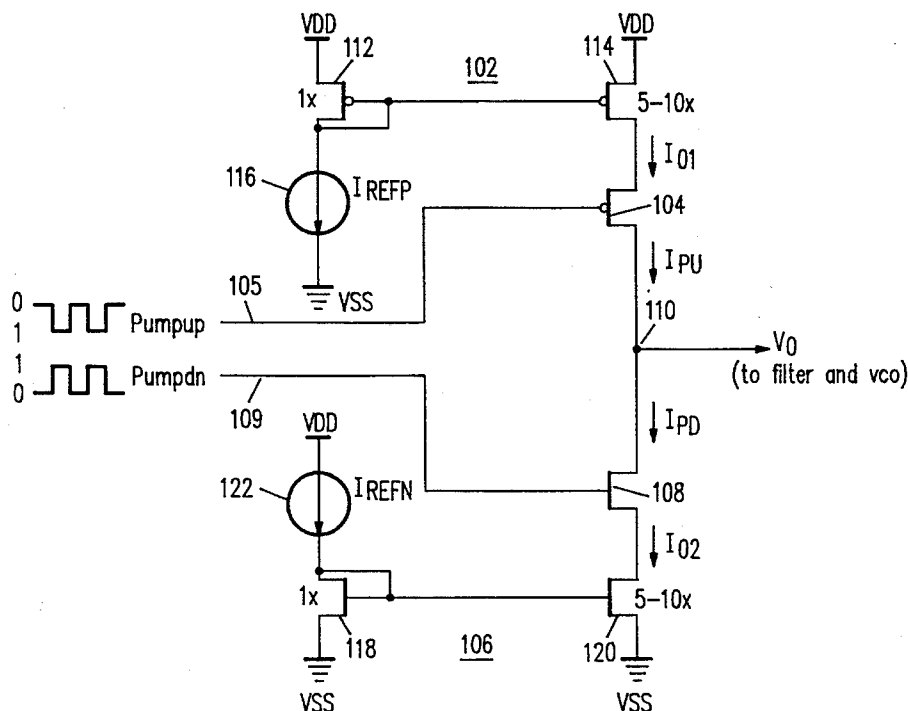 VDD
112
102
114
VDD
1x
5-10x
I01
116
IREFP
104
IPU
105
VSS
0
1
Pumpup
110
V0
(to filter and vco)
1
0
Pumpdn
109
VDD
IPD
122
IREFN
108
I02
1x
5-10x
118
106
120
VSS
VSS